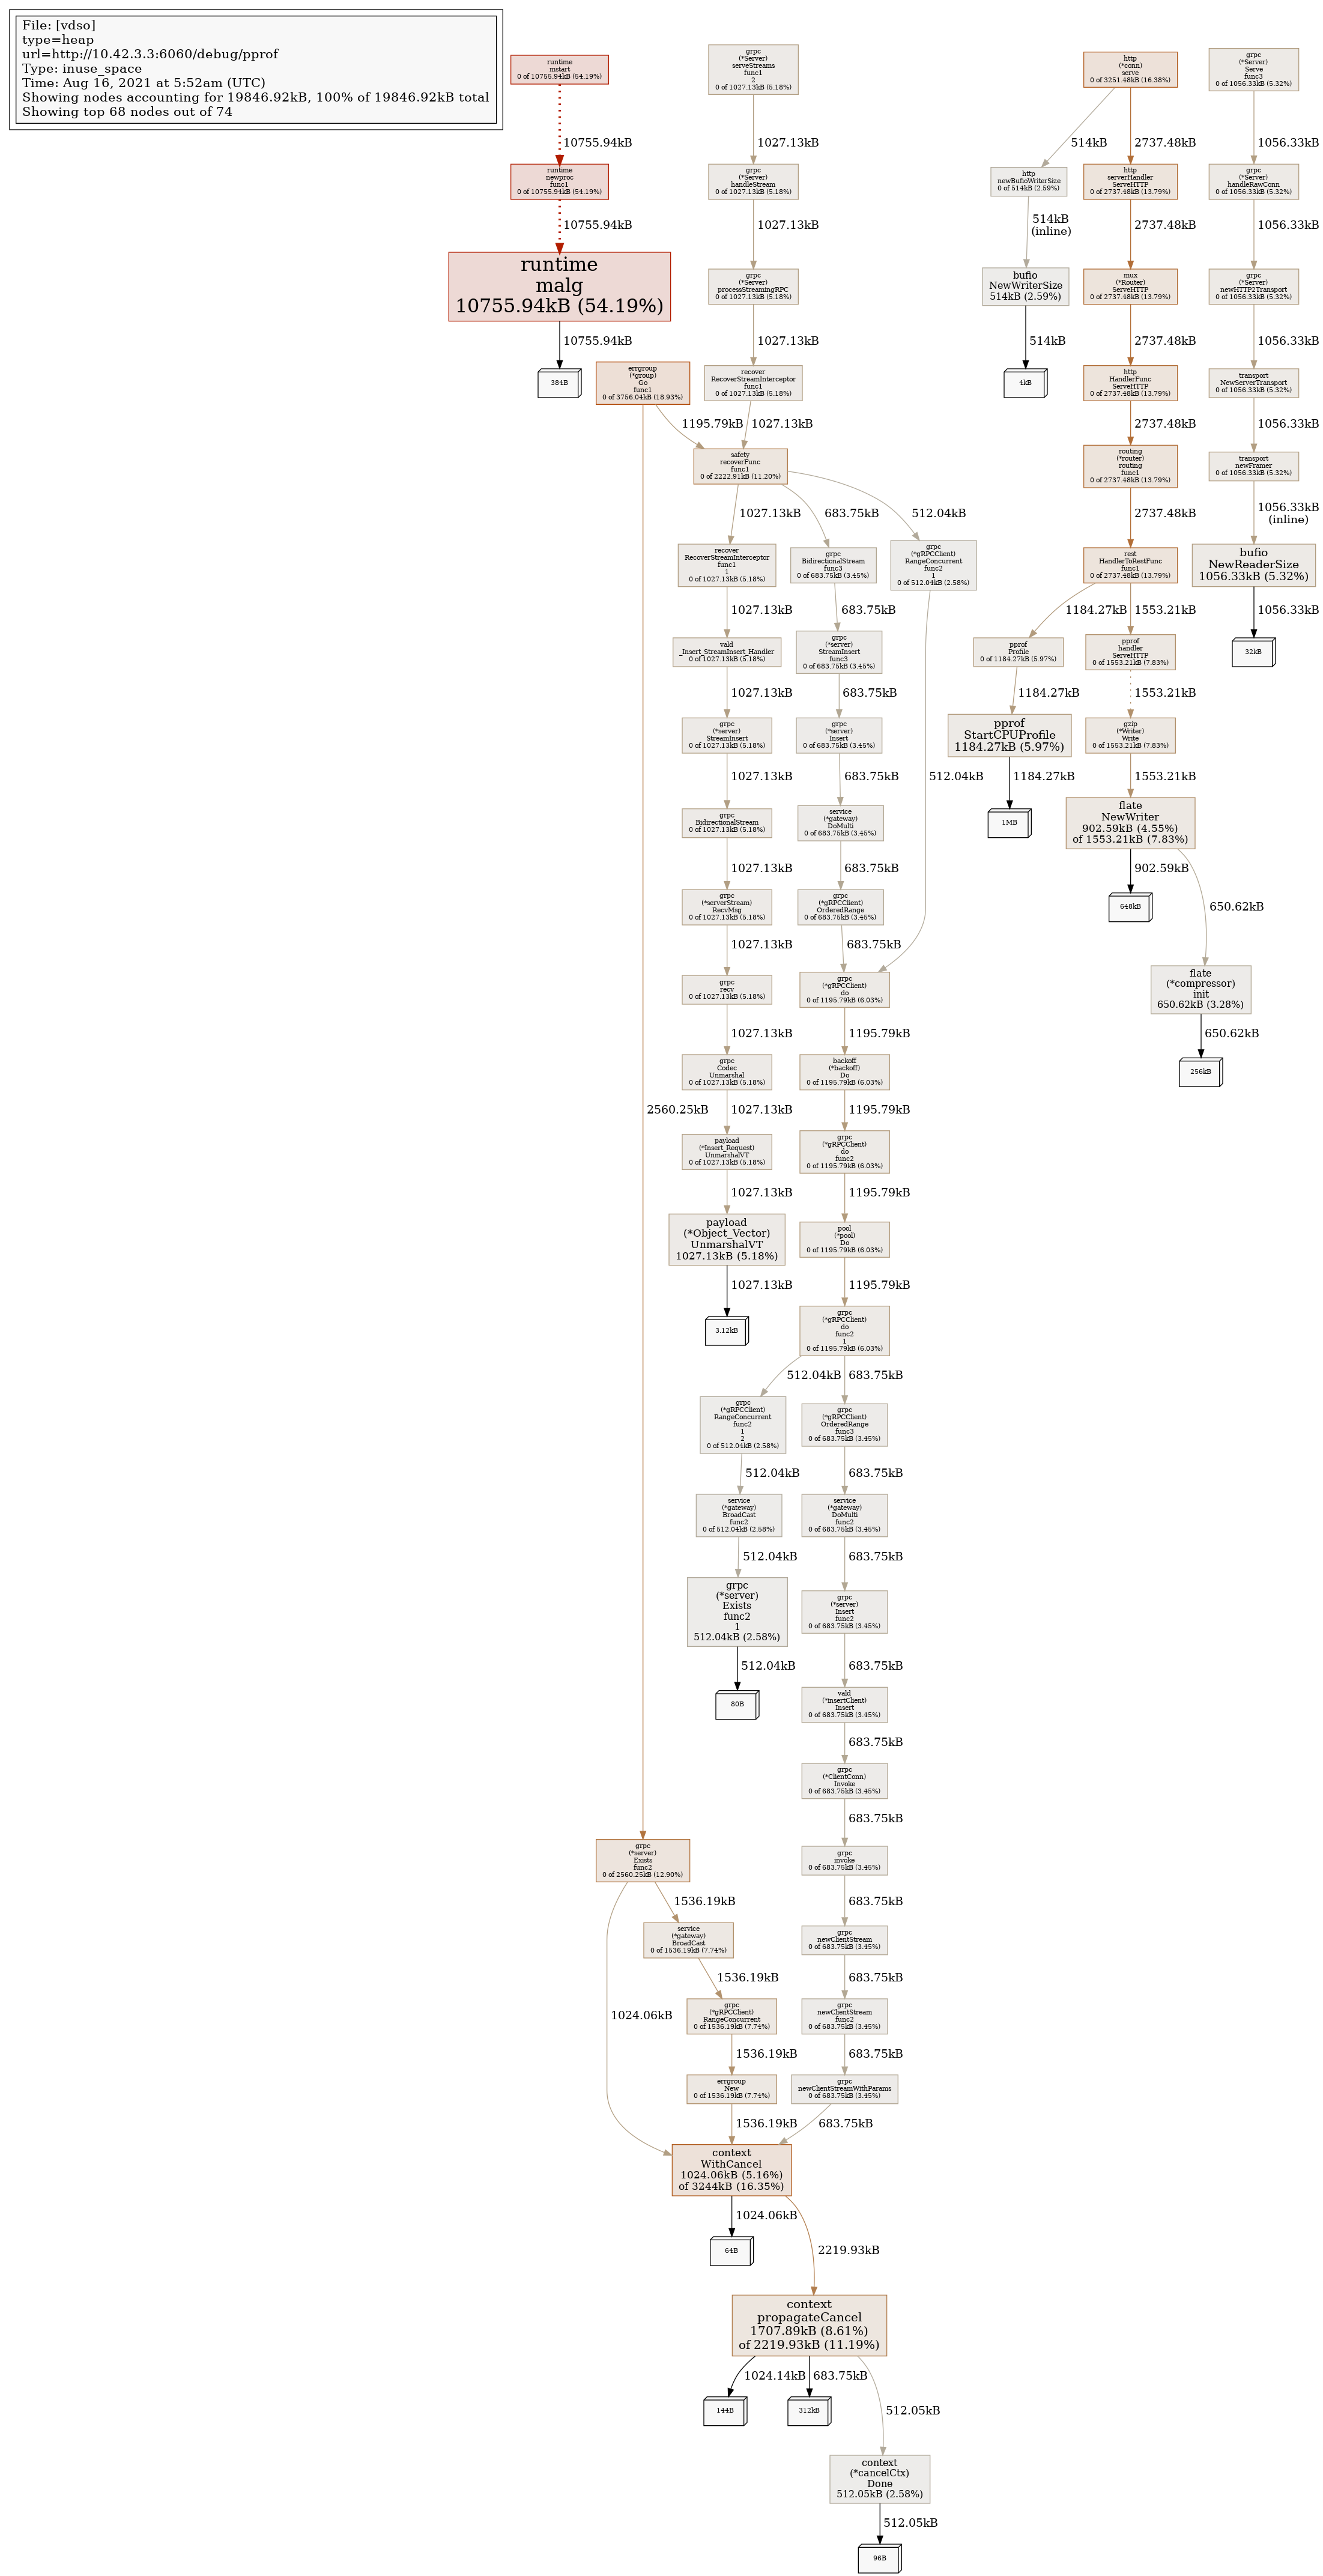 File: [vdso]
type=heap
url=http://10.42.3.3:6060/debug/pprof
Type: inuse_space
Time: Aug 16, 2021 at 5:52am (UTC)
Showing nodes accounting for 19846.92kB, 100% of 19846.92kB total
Showing top 68 nodes out of 74
runtime
mstart
0 of 10755.94kB (54.19%)
10755.94kB
runtime
newproc
func1
0 of 10755.94kB (54.19%)
10755.94kB
runtime
malg
10755.94kB (54.19%)
10755.94kB
384B
grpc
(*Server)
serveStreams
func1
2
0 of 1027.13kB (5.18%)
1027.13kB
grpc
(*Server)
handleStream
0 of 1027.13kB (5.18%)
1027.13kB
grpc
(*Server)
processStreamingRPC
0 of 1027.13kB (5.18%)
1027.13kB
recover
RecoverStreamInterceptor
func1
0 of 1027.13kB (5.18%)
1027.13kB
errgroup
(*group)
Go
func1
0 of 3756.04kB (18.93%)
1195.79kB
2560.25kB
safety
recoverFunc
func1
0 of 2222.91kB (11.20%)
1027.13kB
683.75kB
512.04kB
recover
RecoverStreamInterceptor
func1
1
0 of 1027.13kB (5.18%)
1027.13kB
vald
_Insert_StreamInsert_Handler
0 of 1027.13kB (5.18%)
1027.13kB
grpc
(*server)
StreamInsert
0 of 1027.13kB (5.18%)
1027.13kB
grpc
BidirectionalStream
0 of 1027.13kB (5.18%)
1027.13kB
grpc
(*serverStream)
RecvMsg
0 of 1027.13kB (5.18%)
1027.13kB
grpc
recv
0 of 1027.13kB (5.18%)
1027.13kB
grpc
Codec
Unmarshal
0 of 1027.13kB (5.18%)
1027.13kB
payload
(*Insert_Request)
UnmarshalVT
0 of 1027.13kB (5.18%)
1027.13kB
payload
(*Object_Vector)
UnmarshalVT
1027.13kB (5.18%)
1027.13kB
3.12kB
grpc
BidirectionalStream
func3
0 of 683.75kB (3.45%)
683.75kB
grpc
(*server)
StreamInsert
func3
0 of 683.75kB (3.45%)
683.75kB
grpc
(*server)
Insert
0 of 683.75kB (3.45%)
683.75kB
service
(*gateway)
DoMulti
0 of 683.75kB (3.45%)
683.75kB
grpc
(*gRPCClient)
OrderedRange
0 of 683.75kB (3.45%)
683.75kB
grpc
(*gRPCClient)
RangeConcurrent
func2
1
0 of 512.04kB (2.58%)
512.04kB
grpc
(*gRPCClient)
do
0 of 1195.79kB (6.03%)
1195.79kB
backoff
(*backoff)
Do
0 of 1195.79kB (6.03%)
1195.79kB
grpc
(*gRPCClient)
do
func2
0 of 1195.79kB (6.03%)
1195.79kB
pool
(*pool)
Do
0 of 1195.79kB (6.03%)
1195.79kB
grpc
(*gRPCClient)
do
func2
1
0 of 1195.79kB (6.03%)
512.04kB
683.75kB
grpc
(*gRPCClient)
RangeConcurrent
func2
1
2
0 of 512.04kB (2.58%)
512.04kB
service
(*gateway)
BroadCast
func2
0 of 512.04kB (2.58%)
512.04kB
grpc
(*server)
Exists
func2
1
512.04kB (2.58%)
512.04kB
80B
grpc
(*gRPCClient)
OrderedRange
func3
0 of 683.75kB (3.45%)
683.75kB
service
(*gateway)
DoMulti
func2
0 of 683.75kB (3.45%)
683.75kB
grpc
(*server)
Insert
func2
0 of 683.75kB (3.45%)
683.75kB
vald
(*insertClient)
Insert
0 of 683.75kB (3.45%)
683.75kB
grpc
(*ClientConn)
Invoke
0 of 683.75kB (3.45%)
683.75kB
grpc
invoke
0 of 683.75kB (3.45%)
683.75kB
grpc
newClientStream
0 of 683.75kB (3.45%)
683.75kB
grpc
newClientStream
func2
0 of 683.75kB (3.45%)
683.75kB
grpc
newClientStreamWithParams
0 of 683.75kB (3.45%)
683.75kB
grpc
(*server)
Exists
func2
0 of 2560.25kB (12.90%)
1536.19kB
1024.06kB
service
(*gateway)
BroadCast
0 of 1536.19kB (7.74%)
1536.19kB
grpc
(*gRPCClient)
RangeConcurrent
0 of 1536.19kB (7.74%)
1536.19kB
errgroup
New
0 of 1536.19kB (7.74%)
1536.19kB
context
WithCancel
1024.06kB (5.16%)
of 3244kB (16.35%)
1024.06kB
64B
2219.93kB
context
propagateCancel
1707.89kB (8.61%)
of 2219.93kB (11.19%)
1024.14kB
683.75kB
512.05kB
144B
312kB
context
(*cancelCtx)
Done
512.05kB (2.58%)
512.05kB
96B
http
(*conn)
serve
0 of 3251.48kB (16.38%)
514kB
2737.48kB
http
newBufioWriterSize
0 of 514kB (2.59%)
514kB
(inline)
bufio
NewWriterSize
514kB (2.59%)
514kB
4kB
http
serverHandler
ServeHTTP
0 of 2737.48kB (13.79%)
2737.48kB
mux
(*Router)
ServeHTTP
0 of 2737.48kB (13.79%)
2737.48kB
http
HandlerFunc
ServeHTTP
0 of 2737.48kB (13.79%)
2737.48kB
routing
(*router)
routing
func1
0 of 2737.48kB (13.79%)
2737.48kB
rest
HandlerToRestFunc
func1
0 of 2737.48kB (13.79%)
1184.27kB
1553.21kB
pprof
Profile
0 of 1184.27kB (5.97%)
1184.27kB
pprof
StartCPUProfile
1184.27kB (5.97%)
1184.27kB
1MB
pprof
handler
ServeHTTP
0 of 1553.21kB (7.83%)
1553.21kB
gzip
(*Writer)
Write
0 of 1553.21kB (7.83%)
1553.21kB
flate
NewWriter
902.59kB (4.55%)
of 1553.21kB (7.83%)
902.59kB
648kB
650.62kB
flate
(*compressor)
init
650.62kB (3.28%)
650.62kB
256kB
grpc
(*Server)
Serve
func3
0 of 1056.33kB (5.32%)
1056.33kB
grpc
(*Server)
handleRawConn
0 of 1056.33kB (5.32%)
1056.33kB
grpc
(*Server)
newHTTP2Transport
0 of 1056.33kB (5.32%)
1056.33kB
transport
NewServerTransport
0 of 1056.33kB (5.32%)
1056.33kB
transport
newFramer
0 of 1056.33kB (5.32%)
1056.33kB
(inline)
bufio
NewReaderSize
1056.33kB (5.32%)
1056.33kB
32kB